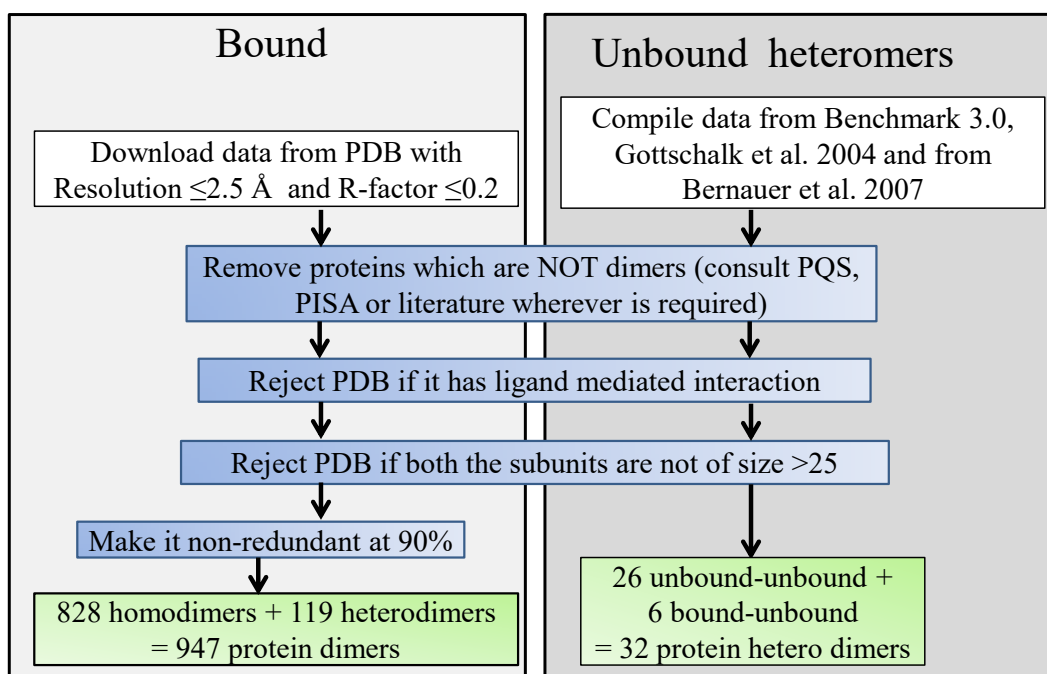 Bound
Download data from PDB with
Resolution ≤2.5 Å and R-factor ≤0.2
Unbound heteromers
Compile data from Benchmark 3.0,
Gottschalk et al. 2004 and from
Bernauer et al. 2007
Remove proteins which are NOT dimers (consult PQS,
PISA or literature wherever is required)
Reject PDB if it has ligand mediated interaction
Reject PDB if both the subunits are not of size >25
Make it non-redundant at 90%
828 homodimers + 119 heterodimers
= 947 protein dimers
26 unbound-unbound +
6 bound-unbound
= 32 protein hetero dimers